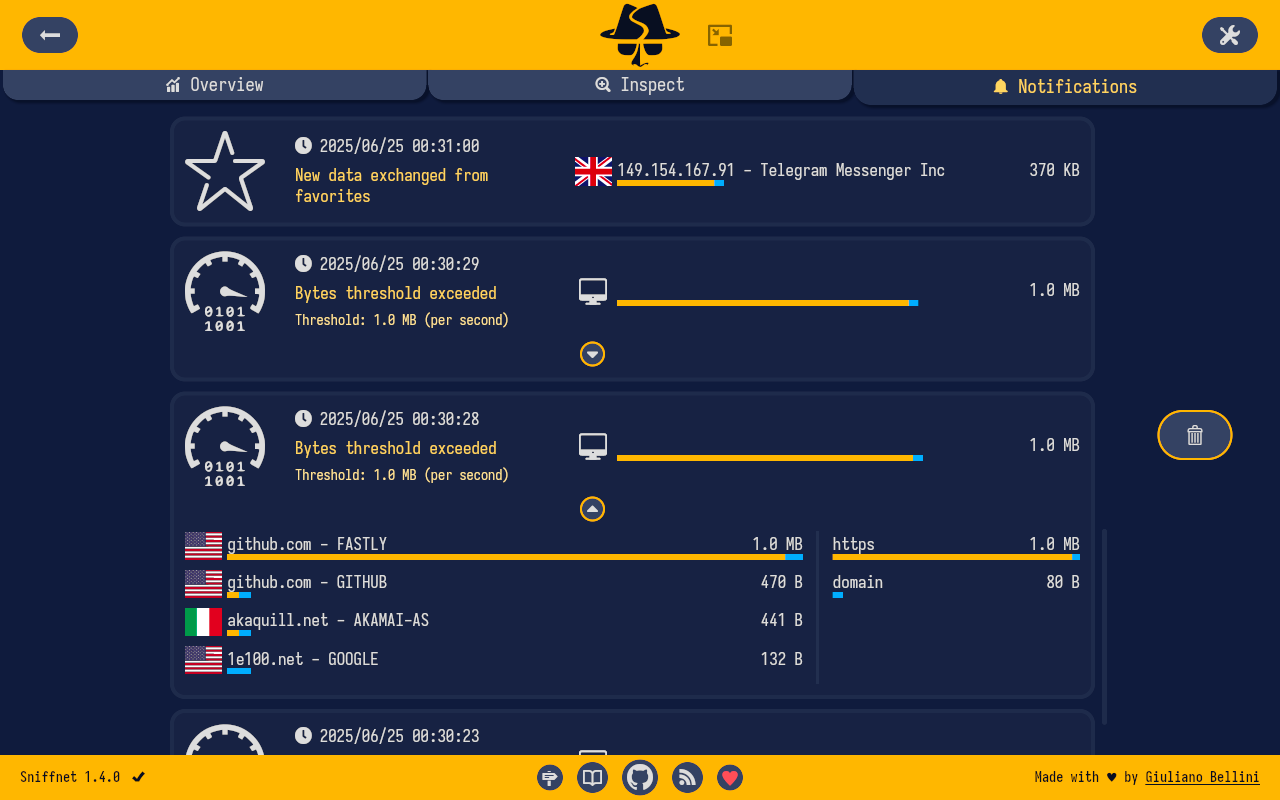 Overview
Inspect
Notifications
2025/06/25 00:31:00
New data exchanged from
favorites
149.154.167.91 - Telegram Messenger Inc
370 KB
0101
1001
2025/06/25 00:30:29
Bytes threshold exceeded
Threshold: 1.0 MB (per second)
1.0 MB
0101
1001
2025/06/25 00:30:28
Bytes threshold exceeded
Threshold: 1.0 MB (per second)
1.0 MB
github.com - FASTLY
1.0 MB
github.com - GITHUB
470 B
akaquill.net - AKAMAI-AS
441 B
1e100.net - GOOGLE
132 B
https
1.0 MB
domain
80 B
2025/06/25 00:30:23
Sniffnet 1.4.0
Made with ♥ by Giuliano Bellini